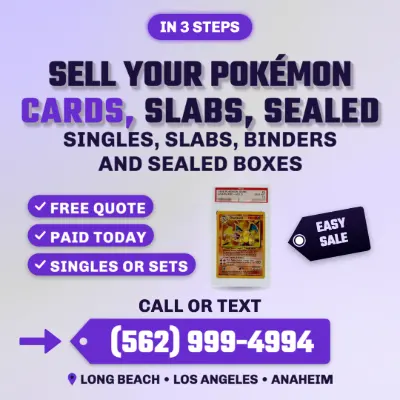 IN 3 STEPS
SELL YOUR POKÉMON
CARDS, SLABS, SEALED
SINGLES, SLABS, BINDERS
AND SEALED BOXES
FREE QUOTE
PAID TODAY
SINGLES OR SETS
EASY
SALE
CALL OR TEXT
(562) 999-4994
LONG BEACH • LOS ANGELES • ANAHEIM